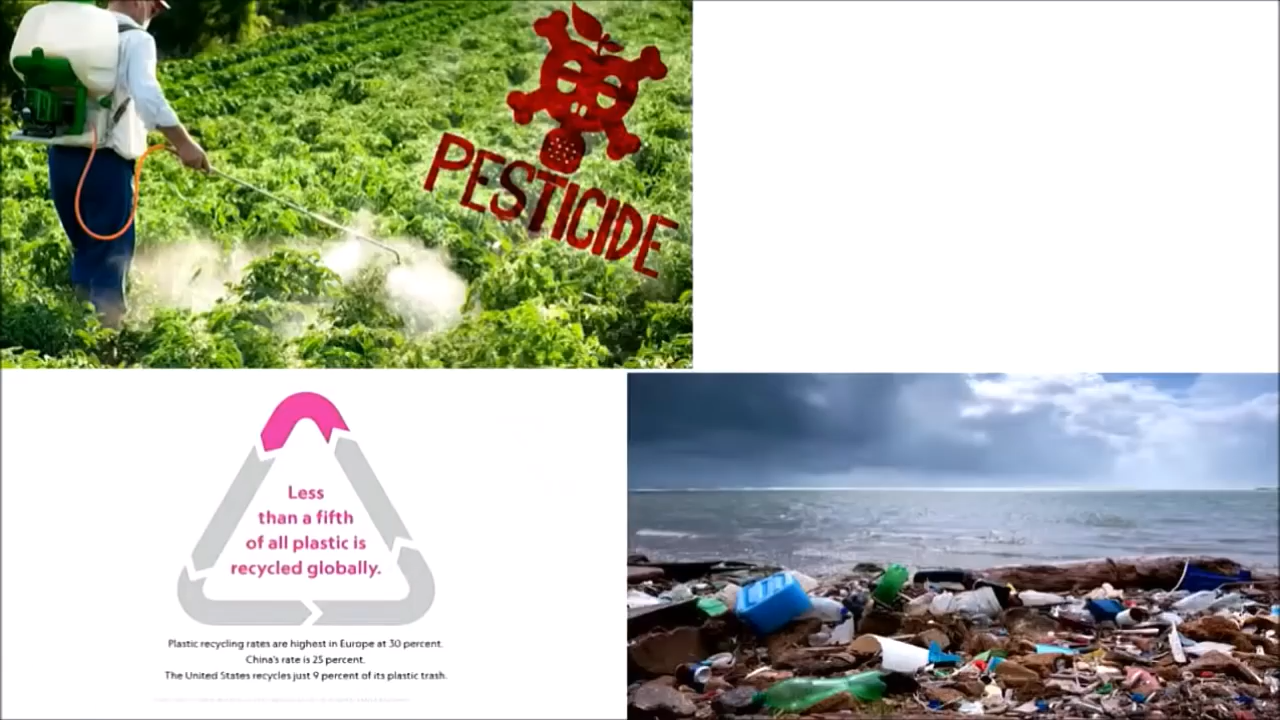 PESTICIDE
Less
than a fifth
of all plastic is
recycled globally.
Plastic recycling rates are highest in Europe at 30 percent.
China's rate is 25 percent.
The United States recycles just 9 percent of its plastic trash.